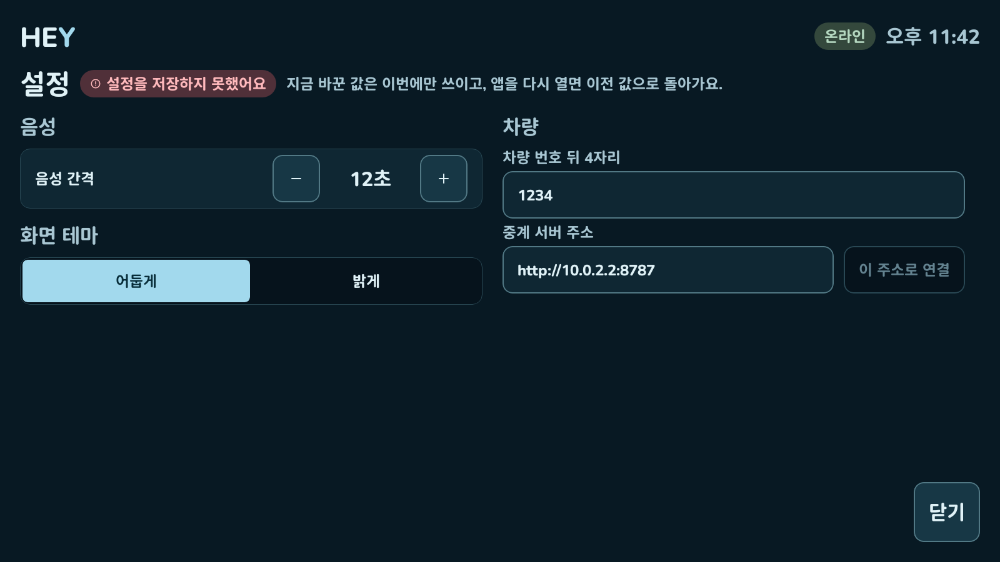 HEY
온라인 오후 11:42
설정 설정을 저장하지 못했어요 지금 바꾼 값은 이번에만 쓰이고, 앱을 다시 열면 이전 값으로 돌아가요.
음성
음성 간격 − 12초 +
화면 테마
어둡게 밝게
차량
차량 번호 뒤 4자리
1234
중계 서버 주소
http://10.0.2.2:8787 이 주소로 연결
닫기